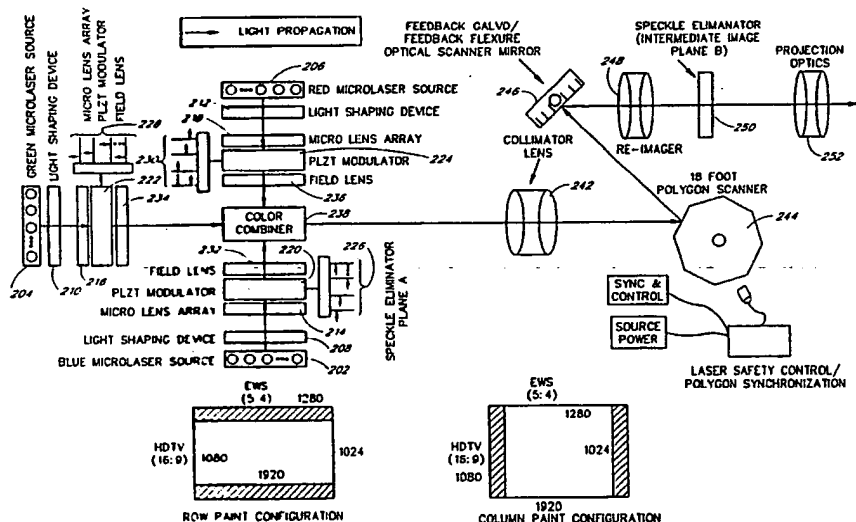 LIGHT PROPAGATION
FEEDBACK GALVO/
FEEDBACK FLEXURE
OPTICAL SCANNER MIRROR
SPECKLE ELIMANATOR
(INTERMEDIATE IMAGE
PLANE B)
PROJECTION
OPTICS
GREEN MICROLASER SOURCE
LIGHT SHAPING DEVICE
MICRO LENS ARRAY
PLZT MODULATOR
FIELD LENS
228
206
RED MICROLASER SOURCE
212
LIGHT SHAPING DEVICE
218
MICRO LENS ARRAY
PLZT MODULATOR
224
FIELD LENS
236
230
222
234
246
248
250
252
RE-IMAGER
COLLIMATOR
LENS
242
18 FOOT
POLYGON SCANNER
244
COLOR
COMBINER
238
204
210
216
232
220
226
FIELD LENS
PLZT MODULATOR
MICRO LENS ARRAY
214
LIGHT SHAPING DEVICE
208
BLUE MICROLASER SOURCE
202
SPECKLE ELIMINATOR
PLANE A
SYNC &
CONTROL
SOURCE
POWER
LASER SAFETY CONTROL/
POLYGON SYNCHRONIZATION
EWS
(5:4)
1280
HDTV
(16:9)
1080
1024
1920
ROW PAINT CONFIGURATION
EWS
(5:4)
1280
HDTV
(16:9)
1080
1024
1920
COLUMN PAINT CONFIGURATION